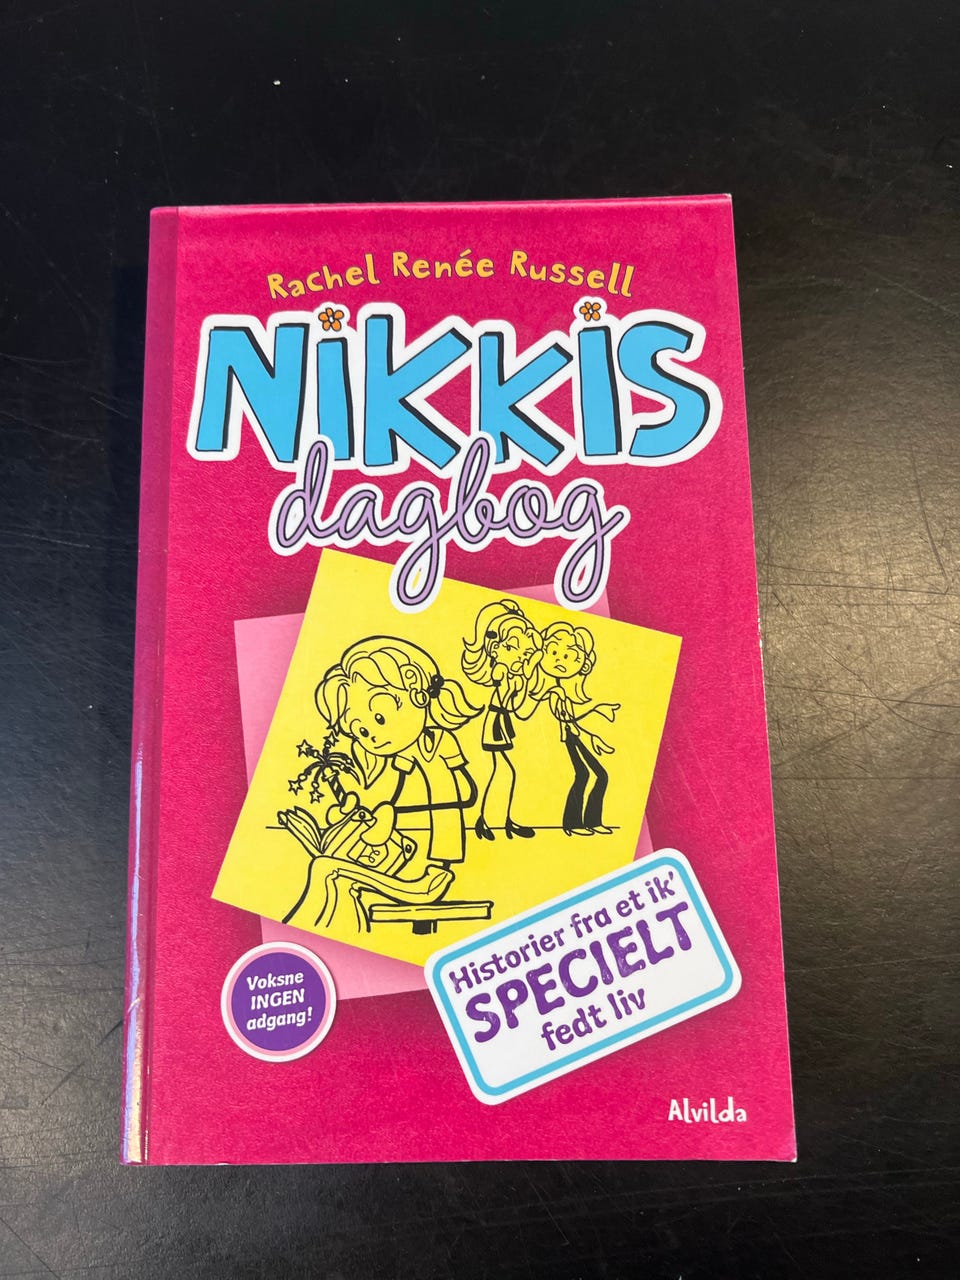 Rachel Renée Russell
NiKKiS
dagbog
Historier fra et ik'
SPECIELT
fedt liv
Voksne
INGEN
adgang!
Alvilda